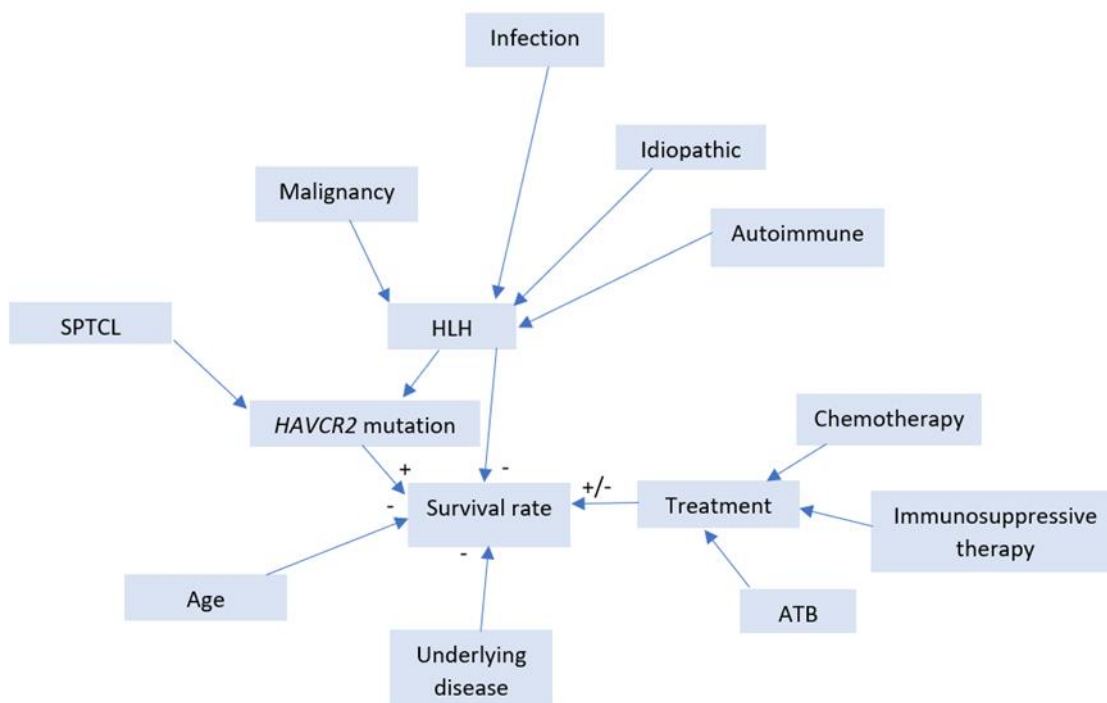 Infection
Idiopathic
Malignancy
Autoimmune
SPTCL
HLH
HAVCR2 mutation
Chemotherapy
+
-
+/-
Survival rate
Treatment
-
Immunosuppressive
therapy
-
Age
ATB
Underlying
disease